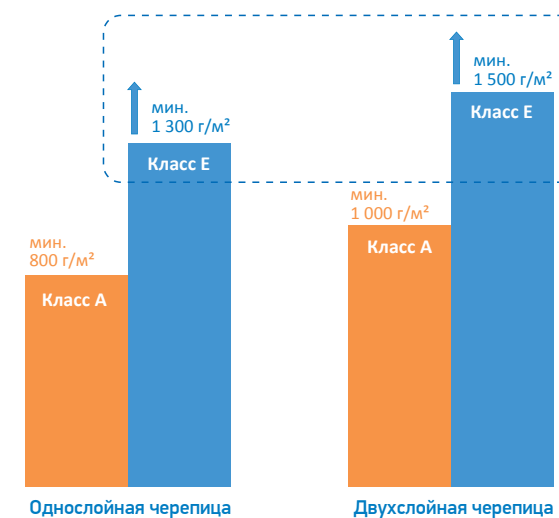 мин.
1 300 г/м²
Класс E
мин.
800 г/м²
Класс A
Однослойная черепица
мин.
1 500 г/м²
Класс E
мин.
1 000 г/м²
Класс A
Двухслойная черепица